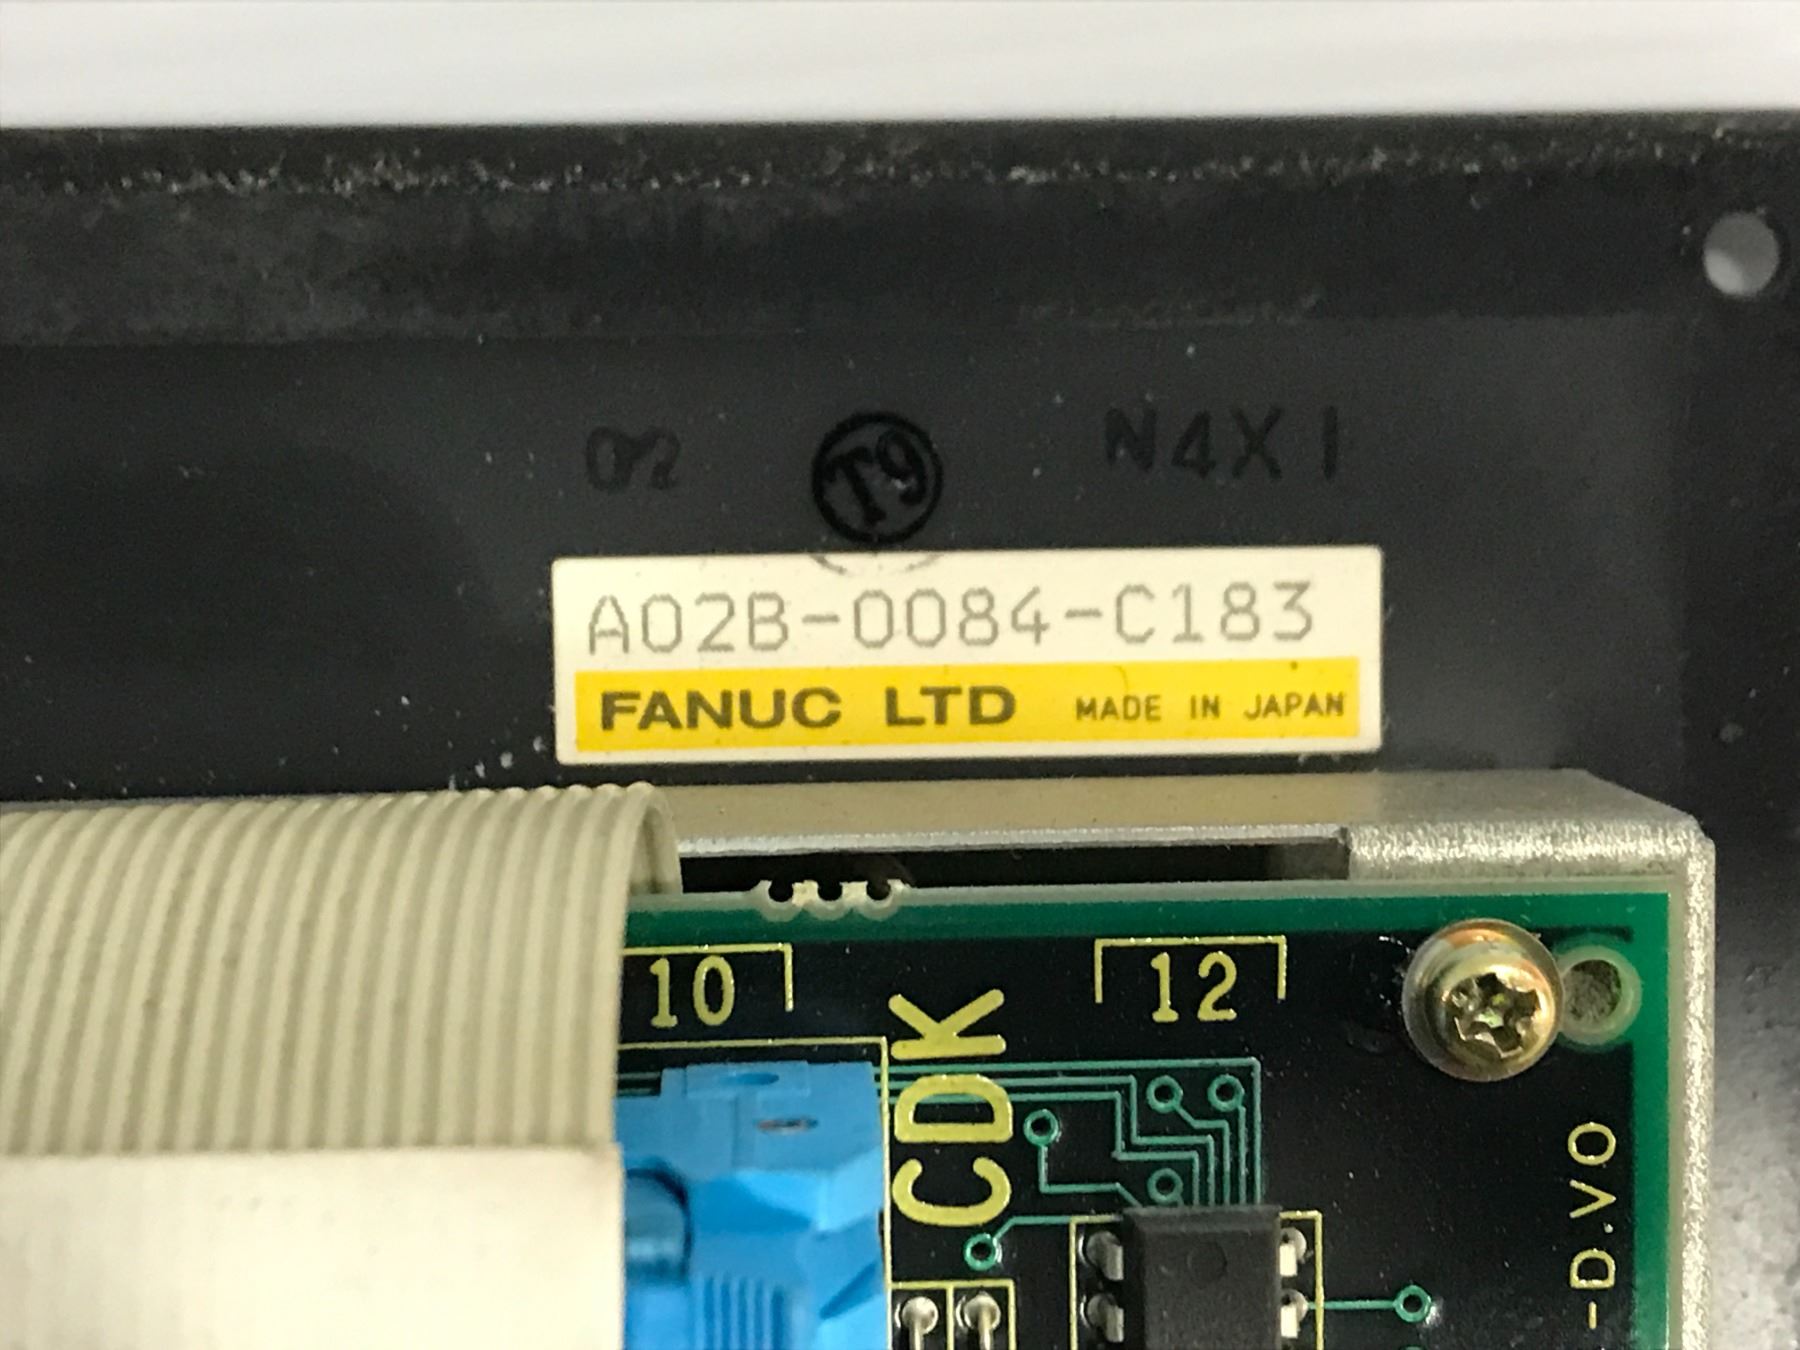 02 T9 N4X1
A02B-0084-C183
FANUC LTD MADE IN JAPAN
10 12
CDK
-D.VO